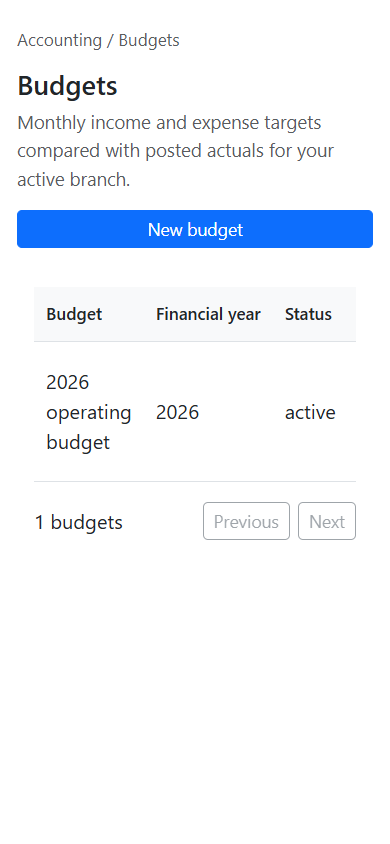 Accounting / Budgets
Budgets
Monthly income and expense targets
compared with posted actuals for your
active branch.
New budget
Budget Financial year Status
2026
operating
budget
2026
active
1 budgets Previous Next